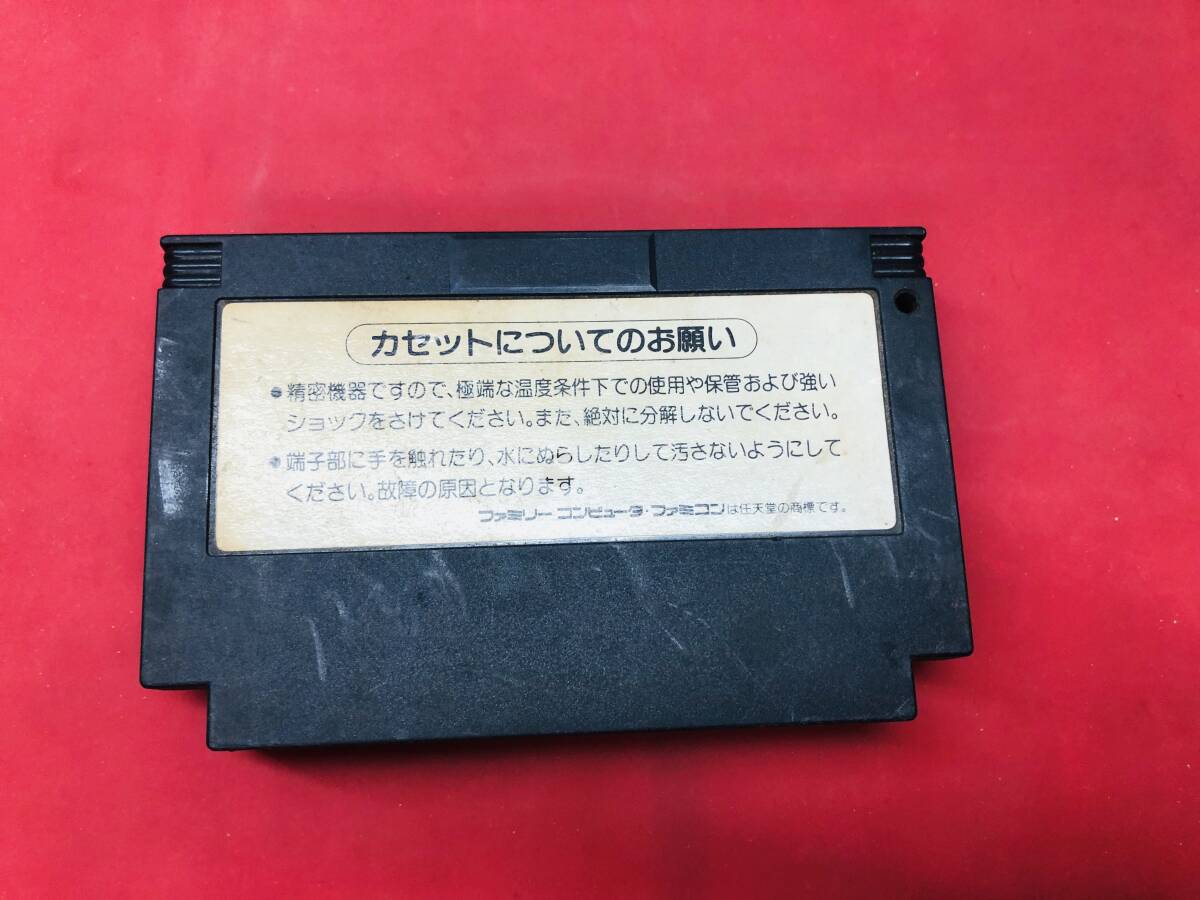 カセットについてのお願い
●精密機器ですので、極端な温度条件下での使用や保管および強い
ショックをさけてください。また、絶対に分解しないでください。
●端子部に手を触れたり、水にぬらしたりして汚さないようにして
ください。故障の原因となります。
ファミリーコンピュータ・ファミコンは任天堂の商標です。